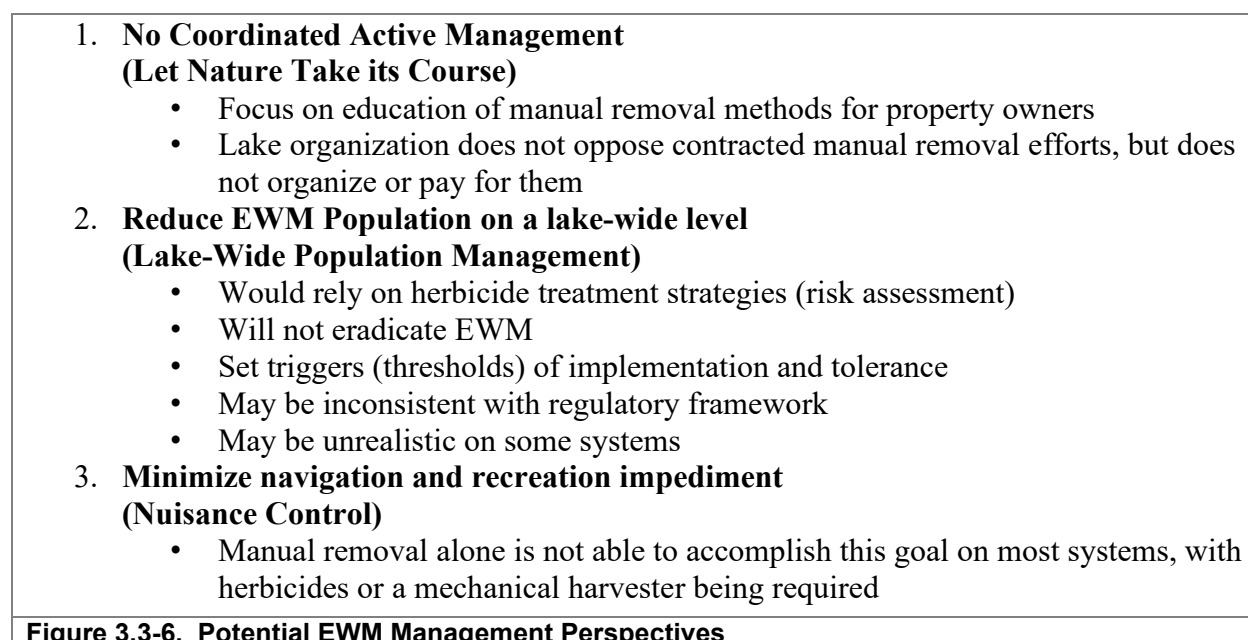 1. No Coordinated Active Management
(Let Nature Take its Course)
• Focus on education of manual removal methods for property owners
• Lake organization does not oppose contracted manual removal efforts, but does
not organize or pay for them
2. Reduce EWM Population on a lake-wide level
(Lake-Wide Population Management)
• Would rely on herbicide treatment strategies (risk assessment)
• Will not eradicate EWM
• Set triggers (thresholds) of implementation and tolerance
• May be inconsistent with regulatory framework
• May be unrealistic on some systems
3. Minimize navigation and recreation impediment
(Nuisance Control)
• Manual removal alone is not able to accomplish this goal on most systems, with
herbicides or a mechanical harvester being required
Figure 3.3-6. Potential EWM Management Perspectives